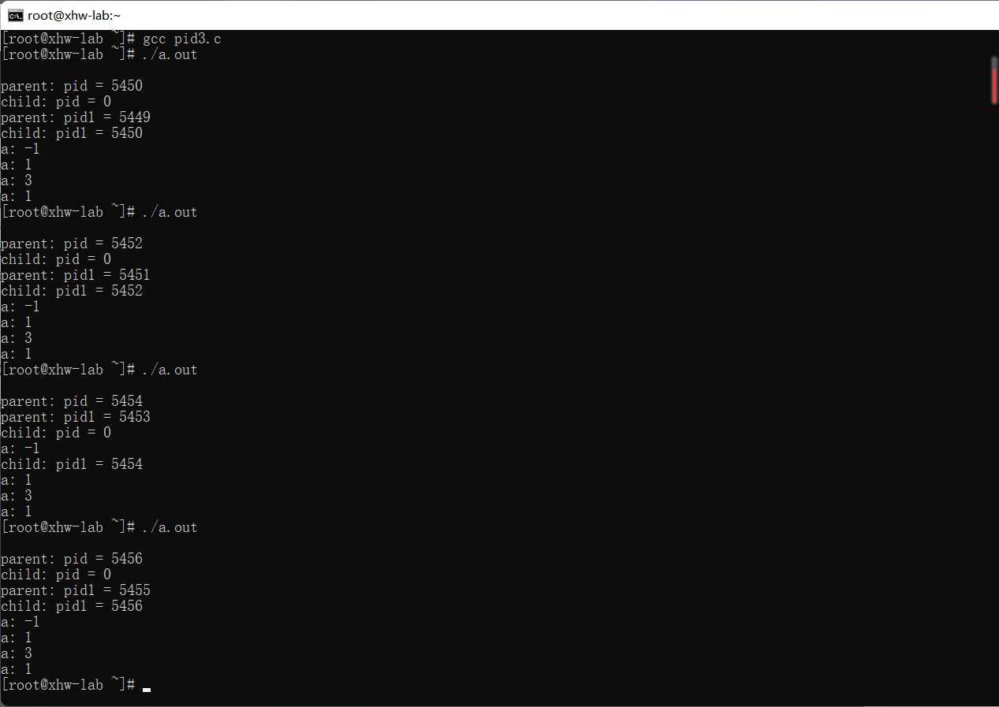 root@xhw-lab:~
[root@xhw-lab ~]# gcc pid3.c
[root@xhw-lab ~]# ./a.out
parent: pid = 5450
child: pid = 0
parent: pid1 = 5449
child: pid1 = 5450
a: -1
a: 1
a: 3
a: 1
[root@xhw-lab ~]# ./a.out
parent: pid = 5452
child: pid = 0
parent: pid1 = 5451
child: pid1 = 5452
a: -1
a: 1
a: 3
a: 1
[root@xhw-lab ~]# ./a.out
parent: pid = 5454
parent: pid1 = 5453
child: pid = 0
a: -1
child: pid1 = 5454
a: 1
a: 3
a: 1
[root@xhw-lab ~]# ./a.out
parent: pid = 5456
child: pid = 0
parent: pid1 = 5455
child: pid1 = 5456
a: -1
a: 1
a: 3
a: 1
[root@xhw-lab ~]#